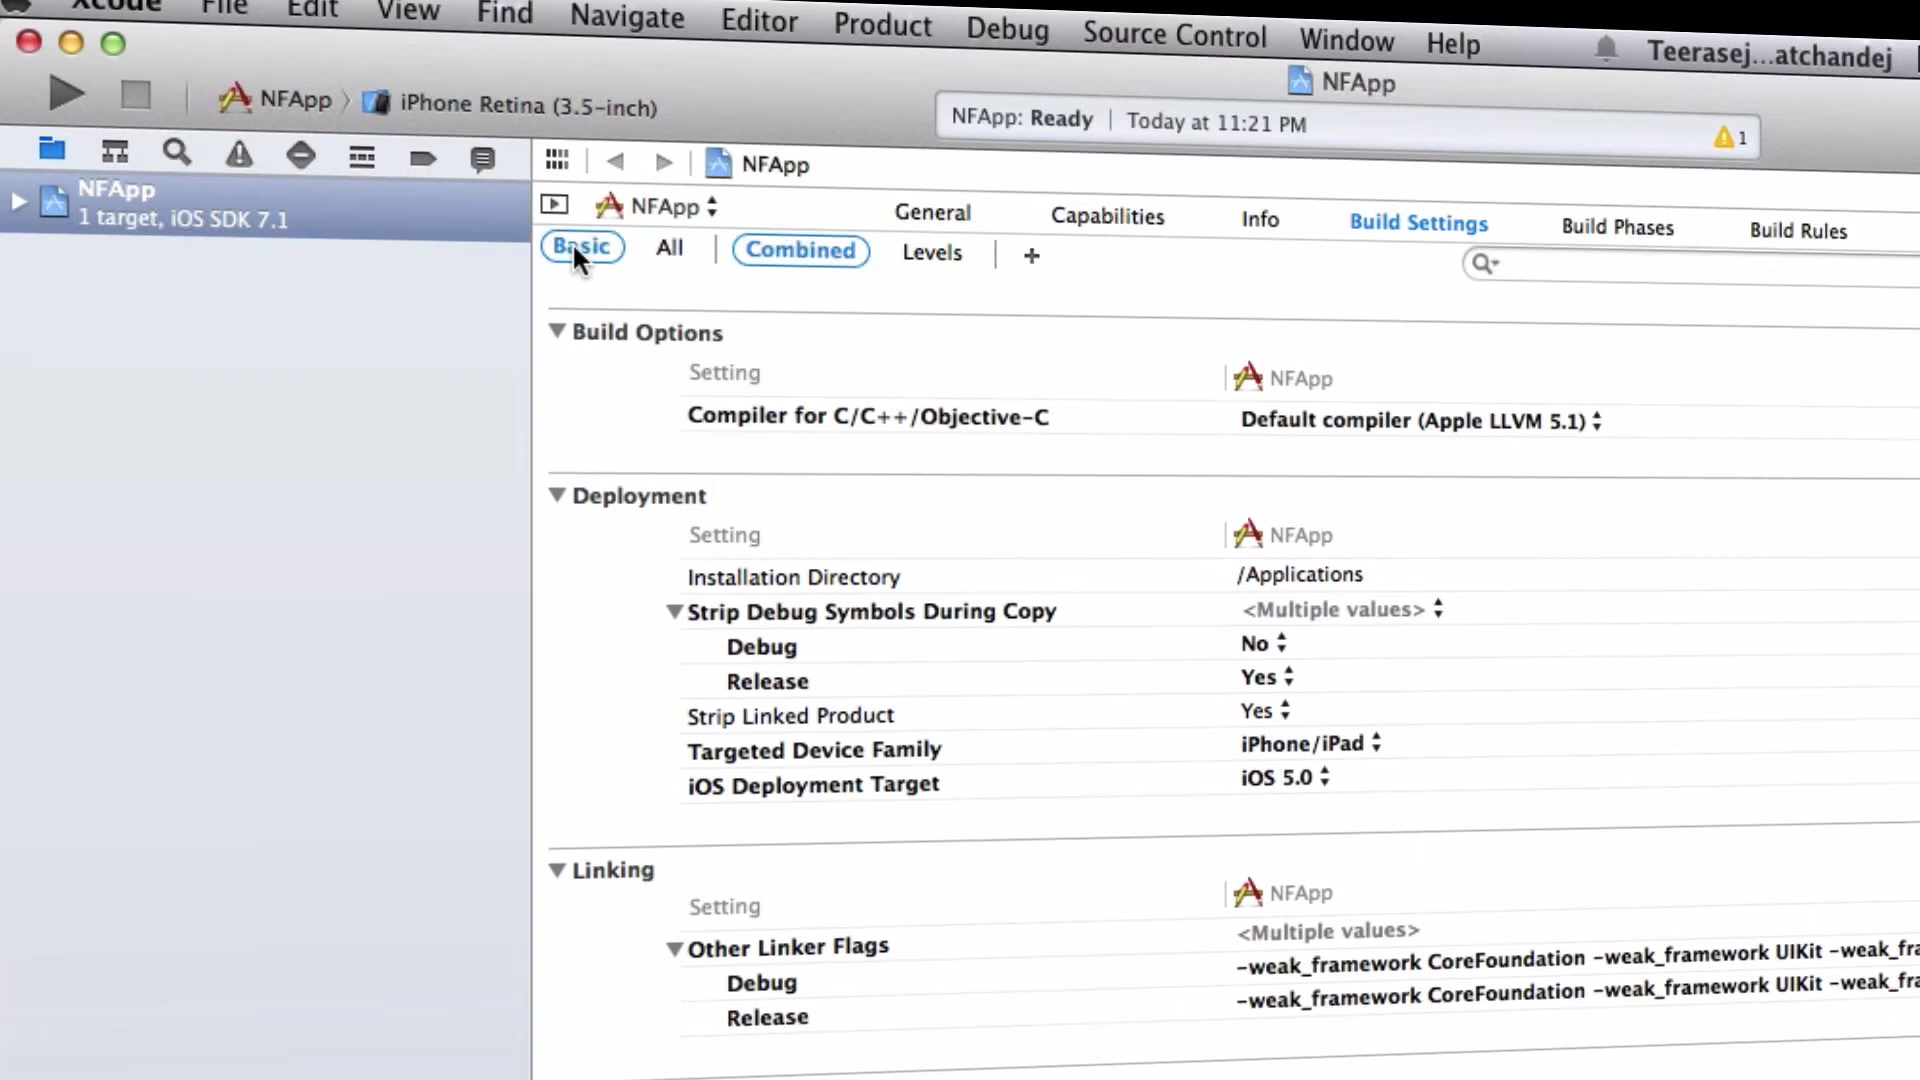 Xcode File Edit View Find Navigate Editor Product Debug Source Control Window Help Teerasej...atchandej
NFApp
NFApp iPhone Retina (3.5-inch)
NFApp: Ready | Today at 11:21 PM 1
NFApp
NFApp
1 target, iOS SDK 7.1
NFApp General Capabilities Info Build Settings Build Phases Build Rules
Basic All Combined Levels +
Build Options
Setting NFApp
Compiler for C/C++/Objective-C Default compiler (Apple LLVM 5.1)
Deployment
Setting NFApp
Installation Directory /Applications
Strip Debug Symbols During Copy <Multiple values>
Debug No
Release Yes
Strip Linked Product Yes
Targeted Device Family iPhone/iPad
iOS Deployment Target iOS 5.0
Linking
Setting NFApp
Other Linker Flags <Multiple values>
Debug -weak_framework CoreFoundation -weak_framework UIKit -weak_fra
Release -weak_framework CoreFoundation -weak_framework UIKit -weak_fra